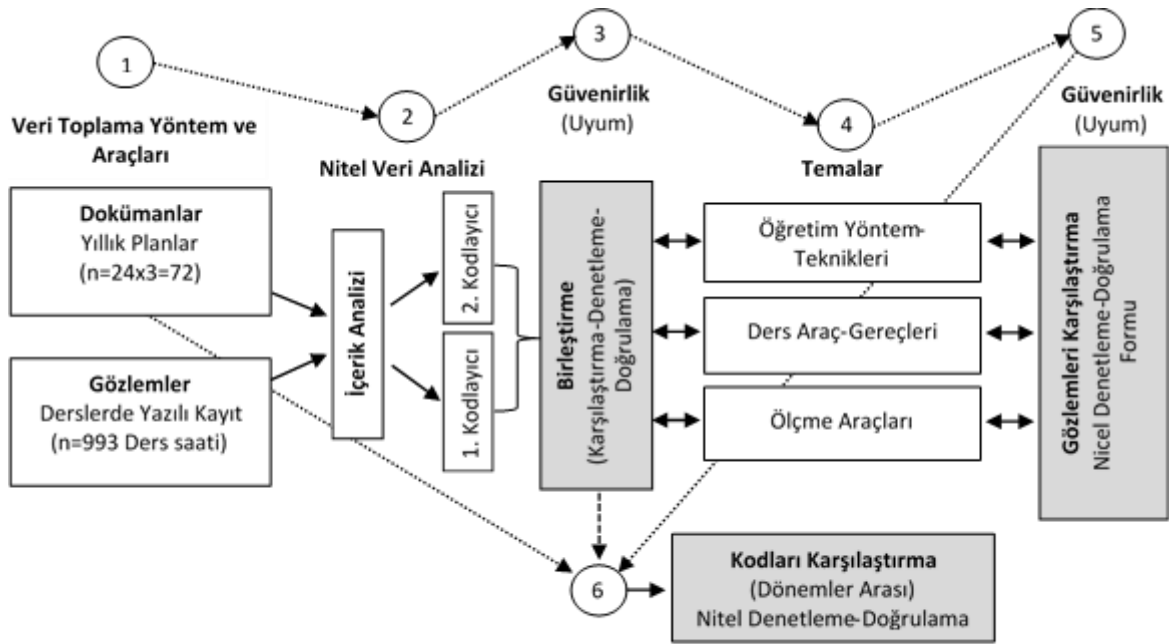 1
Veri Toplama Yöntem ve
Araçları
Dokümanlar
Yıllık Planlar
(n=24x3=72)
Gözlemler
Derslerde Yazılı Kayıt
(n=993 Ders saati)
2
Nitel Veri Analizi
İçerik Analizi
2. Kodlayıcı
1. Kodlayıcı
3
Güvenirlik
(Uyum)
Birleştirme
(Karşılaştırma-Denetleme-
Doğrulama)
4
Temalar
Öğretim Yöntem-
Teknikleri
Ders Araç-Gereçleri
Ölçme Araçları
5
Güvenirlik
(Uyum)
Gözlemleri Karşılaştırma
Nicel Denetleme-Doğrulama
Formu
6
Kodları Karşılaştırma
(Dönemler Arası)
Nitel Denetleme-Doğrulama